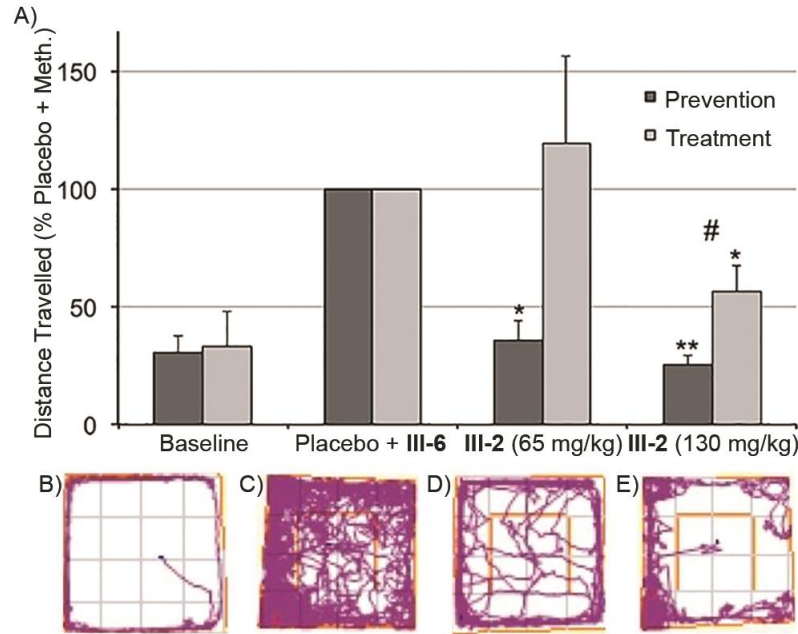 A)
Distance Travelled (% Placebo + Meth.)
150
100
50
0
Prevention
Treatment
*
**
#
*
Baseline
Placebo + III-6
III-2 (65 mg/kg)
III-2 (130 mg/kg)
B)
C)
D)
E)